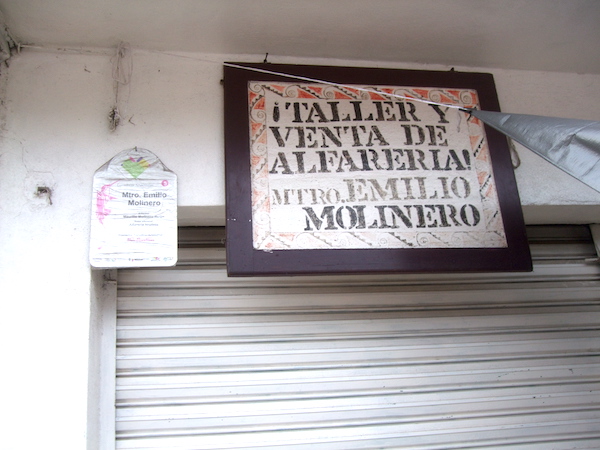 ¡TALLER Y
VENTA DE
ALFARERIA!
MTRO. EMILIO
MOLINERO
Mtro. Emilio
Molinero